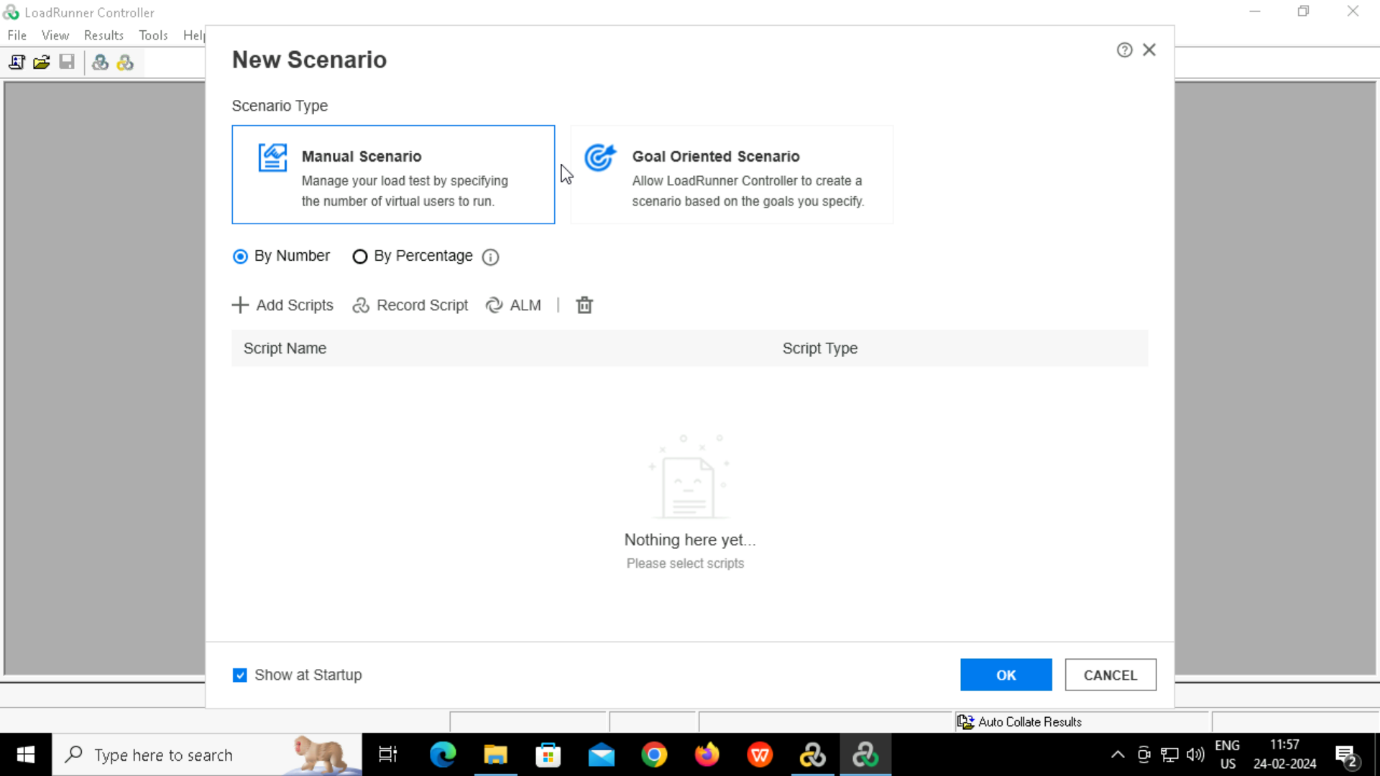 LoadRunner Controller
File View Results Tools Help
New Scenario
Scenario Type
Manual Scenario
Manage your load test by specifying
the number of virtual users to run.
Goal Oriented Scenario
Allow LoadRunner Controller to create a
scenario based on the goals you specify.
By Number By Percentage
Add Scripts Record Script ALM
Script Name Script Type
Nothing here yet...
Please select scripts
Show at Startup
OK CANCEL
Auto Collate Results
Type here to search
ENG
US
11:57
24-02-2024
2